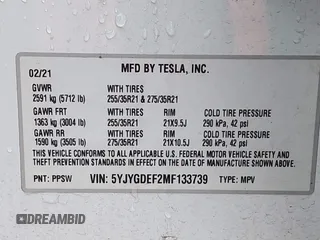 02/21 MFD BY TESLA, INC.
GVWR WITH TIRES
2591 kg (5712 lb) 255/35R21 & 275/35R21
GAWR FRT WITH TIRES RIM COLD TIRE PRESSURE
1363 kg (3004 lb) 255/35R21 21X9.5J 290 kPa, 42 psi
GAWR RR WITH TIRES RIM COLD TIRE PRESSURE
1590 kg (3505 lb) 275/35R21 21X10.5J 290 kPa, 42 psi
THIS VEHICLE CONFORMS TO ALL APPLICABLE U.S. MOTOR VEHICLE SAFETY AND
THEFT PREVENTION STANDARDS IN EFFECT ON THE DATE OF MANUFACTURE SHOWN ABOVE.
PNT: PPSW VIN: 5YJYGDEF2MF133739 TYPE: MPV
DREAMBID